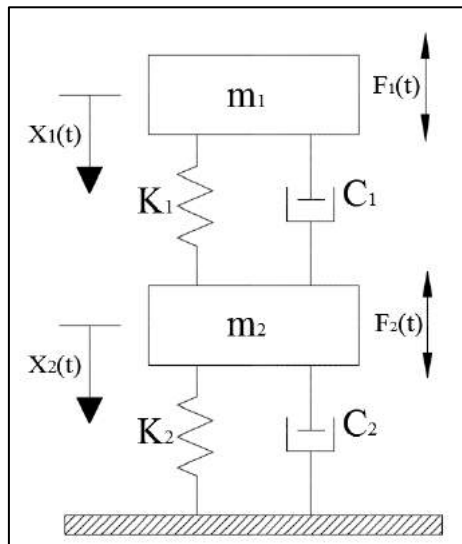 m₁
F₁(t)
X₁(t)
K₁
C₁
m₂
F₂(t)
X₂(t)
K₂
C₂